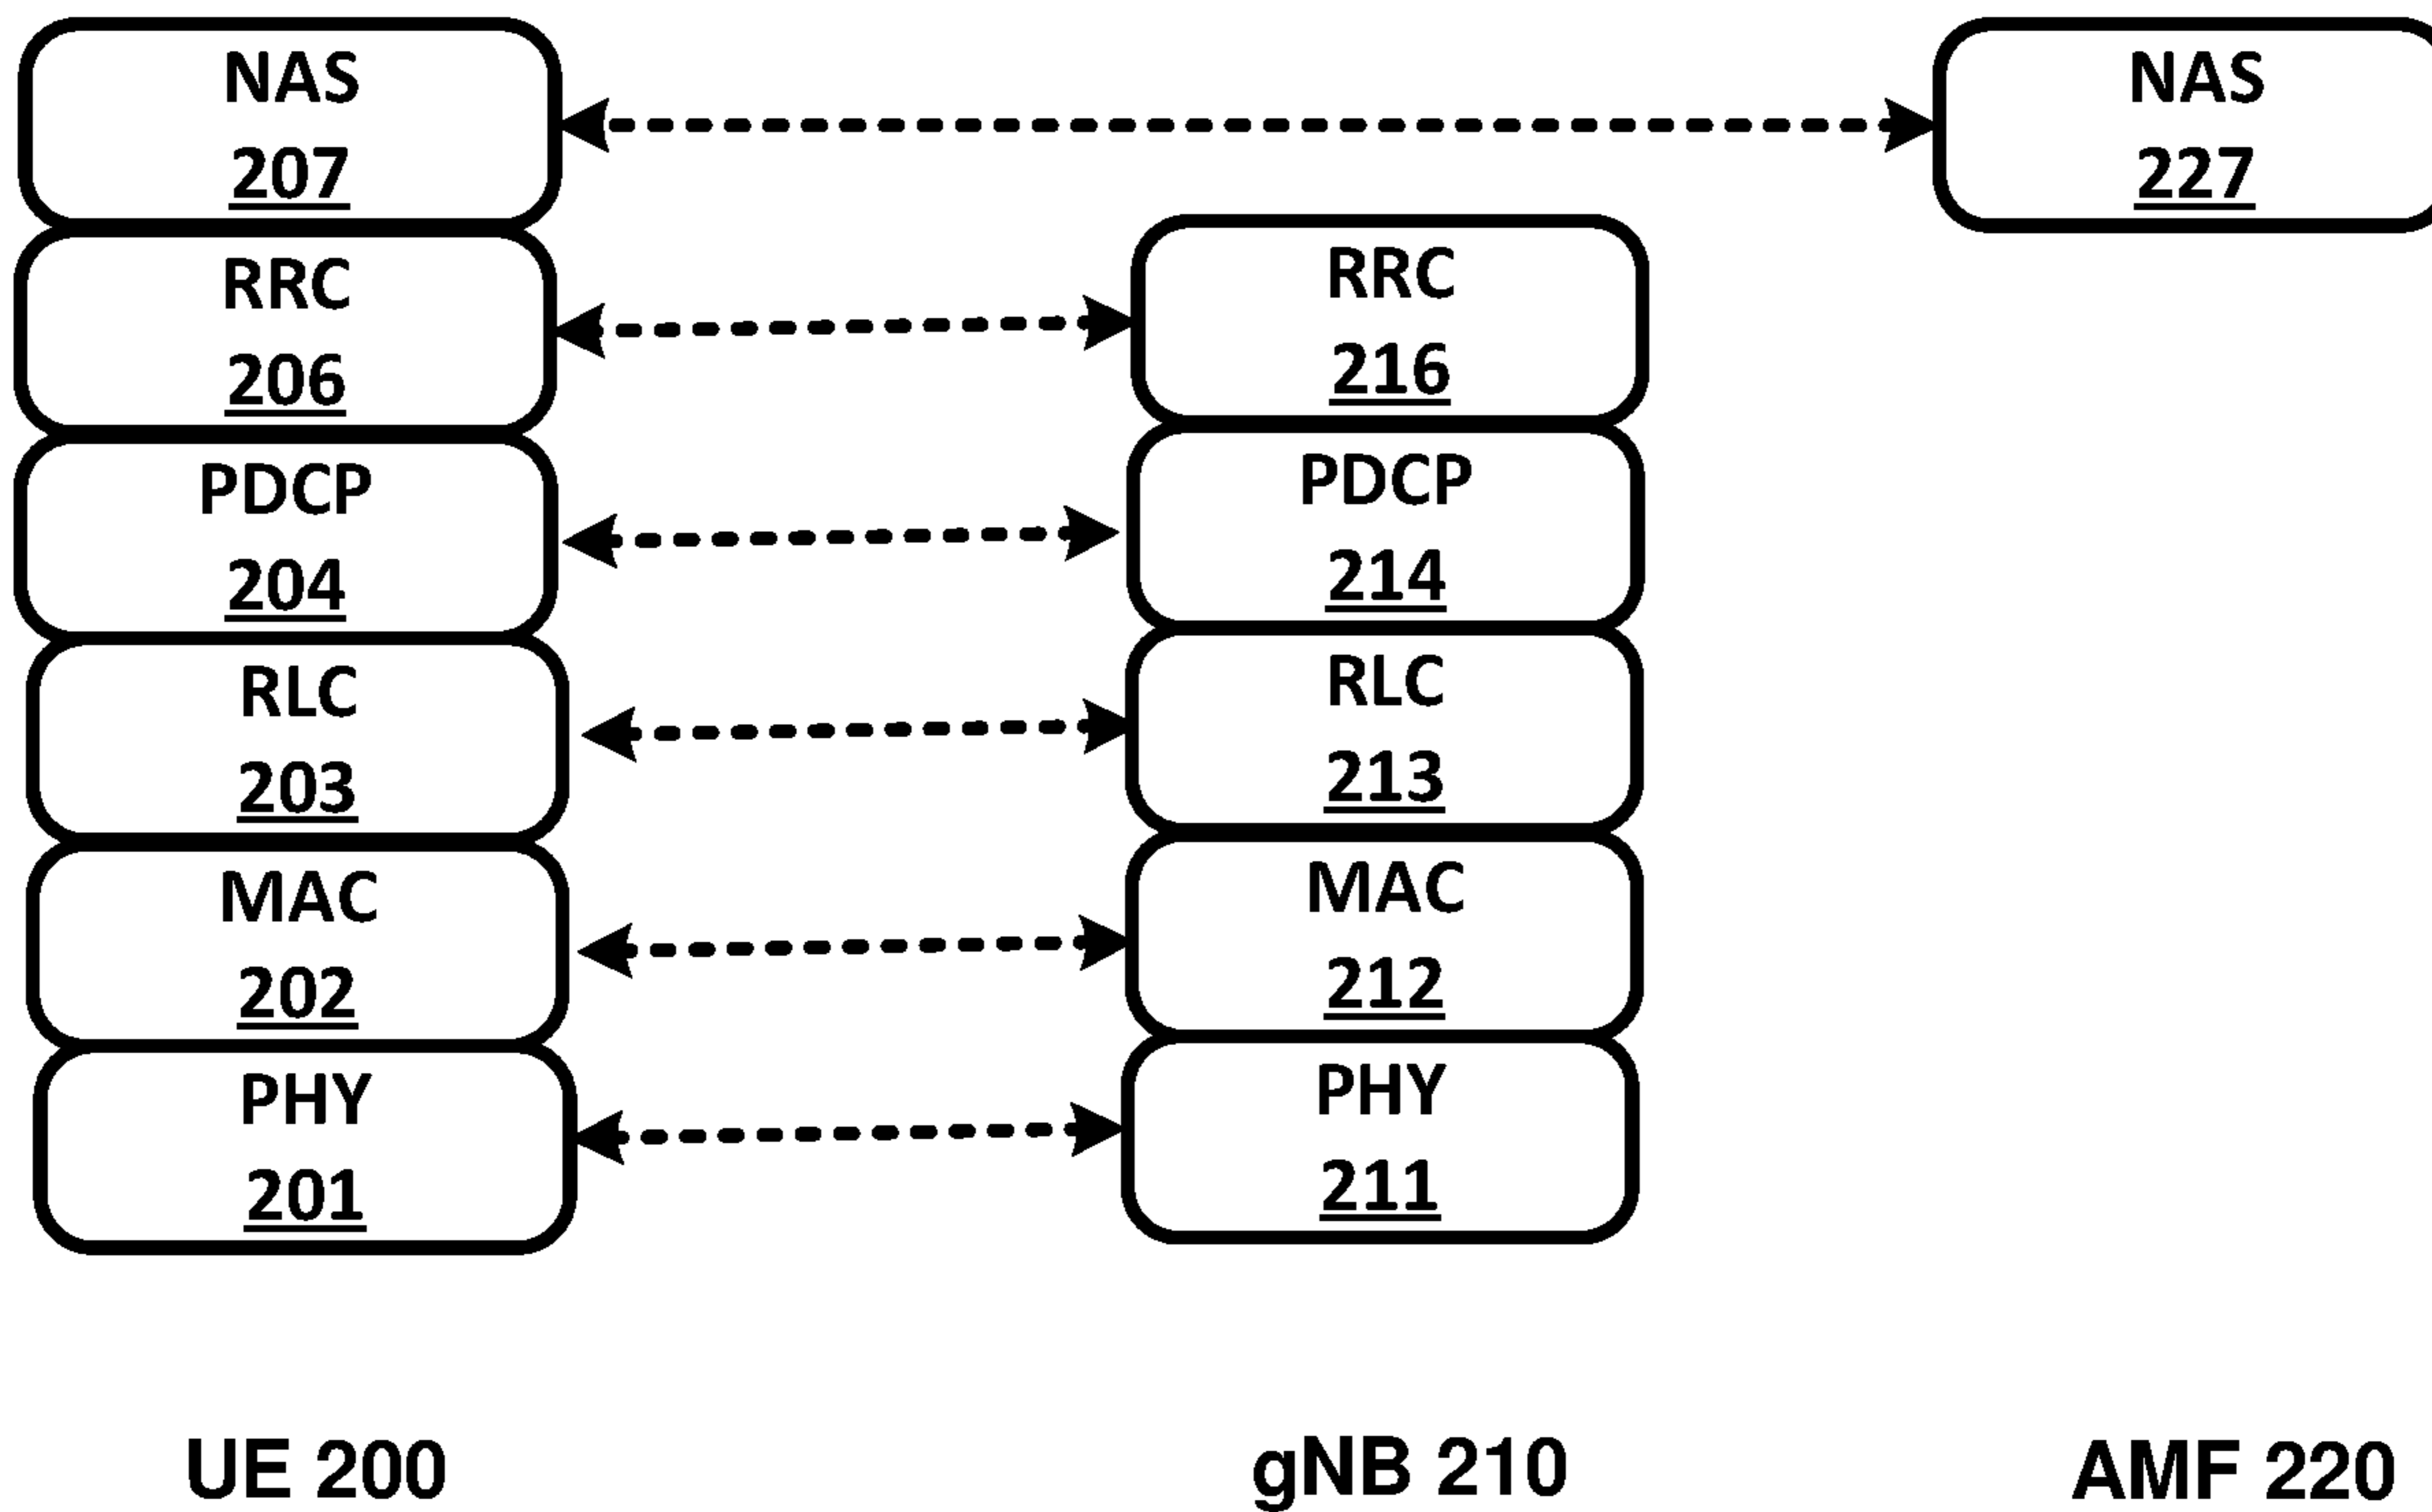 NAS
207
NAS
227
RRC
206
RRC
216
PDCP
204
PDCP
214
RLC
203
RLC
213
MAC
202
MAC
212
PHY
201
PHY
211
UE 200
gNB 210
AMF 220